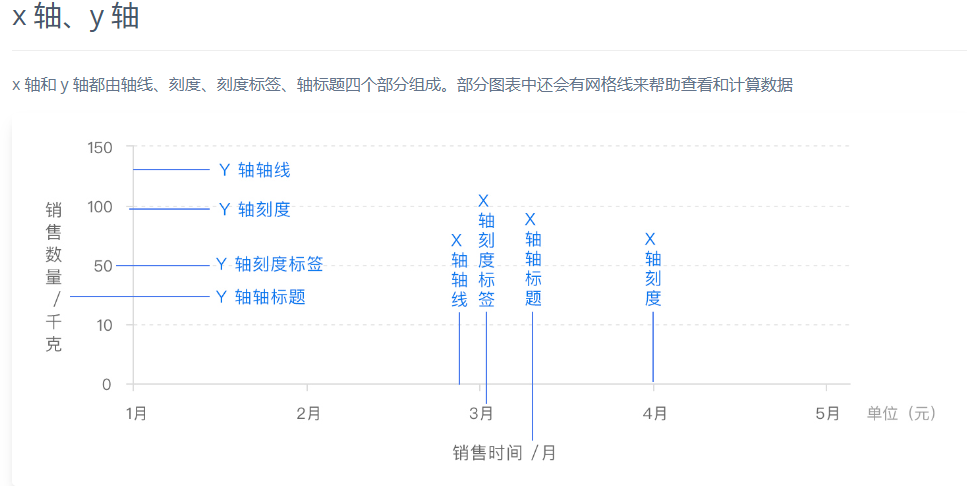 x 轴、y 轴
x 轴和 y 轴都由轴线、刻度、刻度标签、轴标题四个部分组成。部分图表中还会有网格线来帮助查看和计算数据
150
Y 轴轴线
100
Y 轴刻度
50
Y 轴刻度标签
Y 轴轴标题
10
0
销售数量/千克
X轴轴线
X轴刻度标签
X轴轴标题
X轴刻度
1月
2月
3月
4月
5月
单位（元）
销售时间 /月